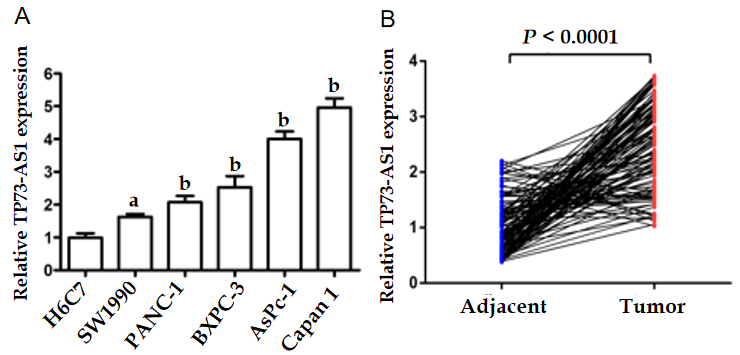 A
Relative TP73-AS1 expression
6
5
4
3
2
1
0
a
b
b
b
b
H6C7
SW1990
PANC-1
BXPC-3
AsPc-1
Capan 1
B
P < 0.0001
Relative TP73-AS1 expression
4
3
2
1
0
Adjacent
Tumor